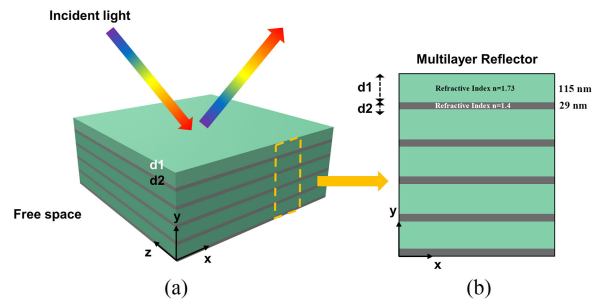 Incident light
d1
d2
Free space
y
z
x
(a)
Multilayer Reflector
d1
Refractive Index n=1.73
115 nm
d2
Refractive Index n=1.4
29 nm
y
x
(b)